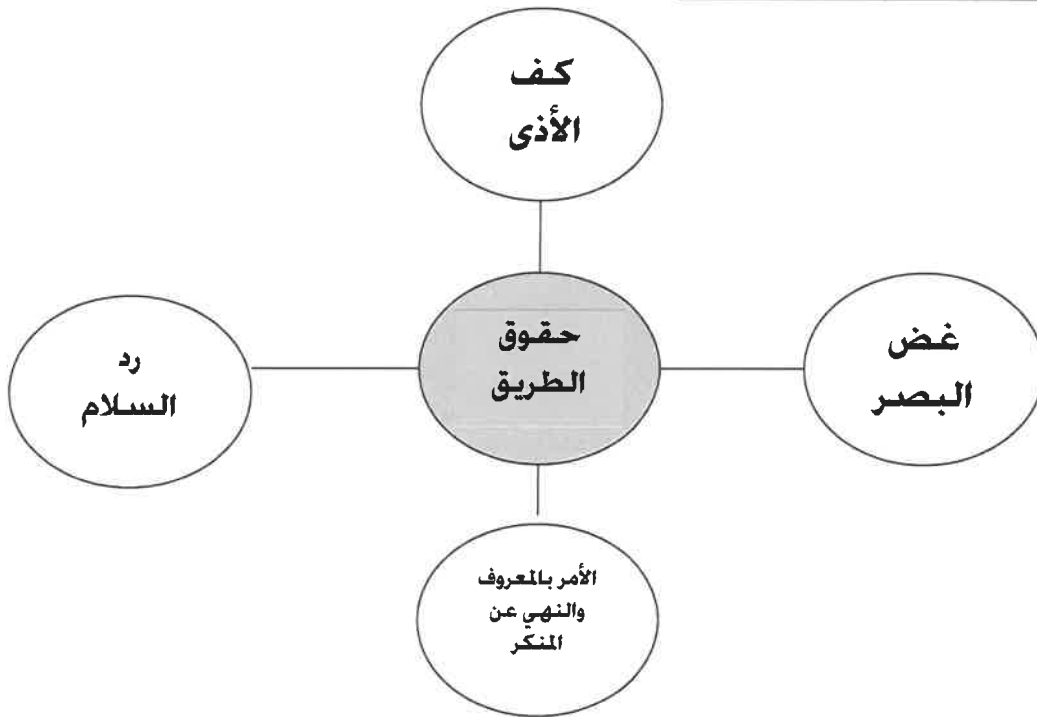 كف
الأذى
حقوق
الطريق
غض
البصر
رد
السلام
الأمر بالمعروف
والنهي عن
المنكر